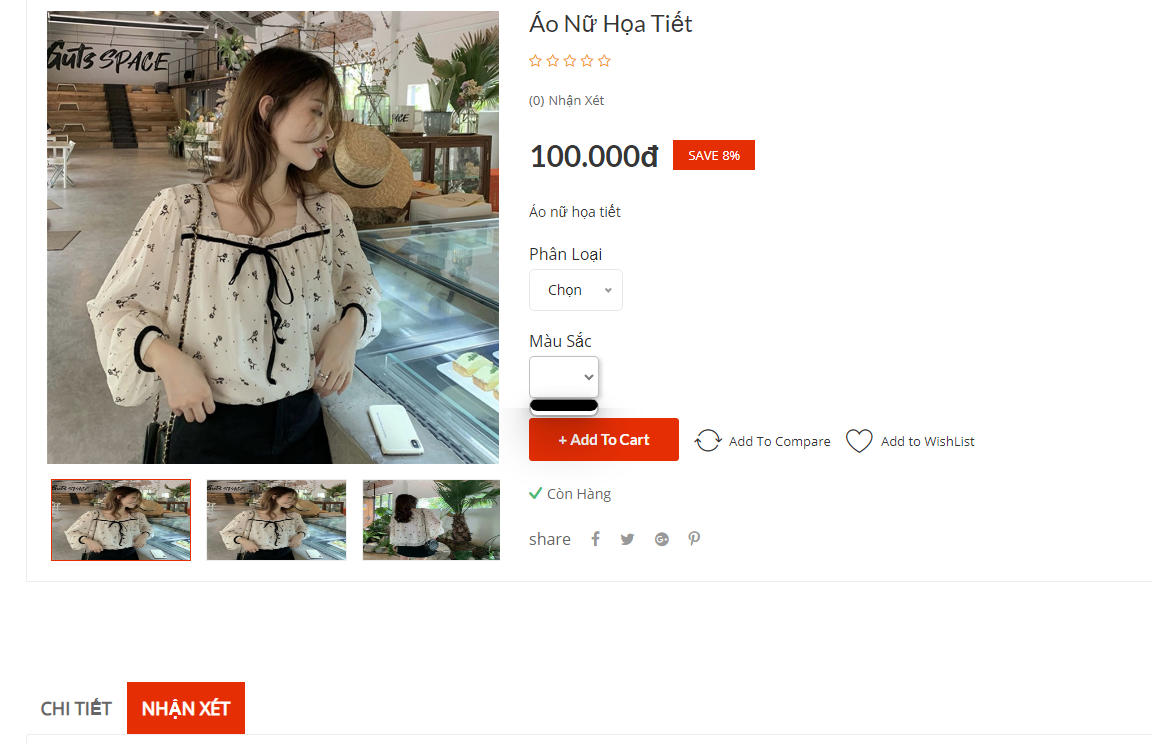 Guts SPACE
Áo Nữ Họa Tiết
(0) Nhận Xét
100.000đ
SAVE 8%
Áo nữ họa tiết
Phân Loại
Chọn
Màu Sắc
+ Add To Cart
Add To Compare
Add to WishList
Còn Hàng
share
CHI TIẾT
NHẬN XÉT